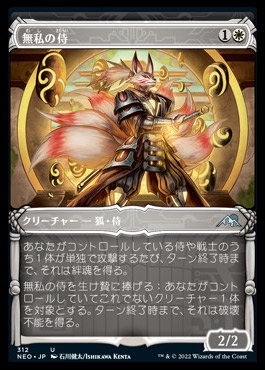 無私の侍
1
クリーチャー — 狐・侍
あなたがコントロールしている侍や戦士のう
ち1体が単独で攻撃するたび、ターン終了時ま
で、それは絆魂を得る。
無私の侍を生け贄に捧げる:あなたがコント
ロールしていてこれでないクリーチャー1体
を対象とする。ターン終了時まで、それは破壊
不能を得る。
2/2
312 U
NEO • JP 石川健太/Ishikawa Kenta
™ & © 2022 Wizards of the Coast